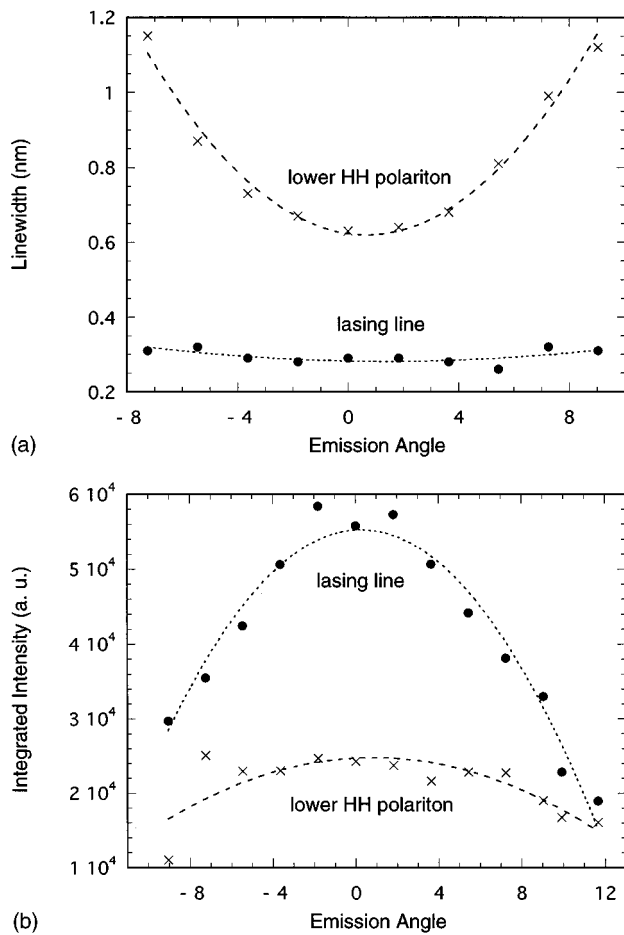 1.2
1
0.8
0.6
0.4
0.2
Linewidth (nm)
lower HH polariton
lasing line
- 8
- 4
0
4
8
(a)
Emission Angle
6 10⁴
5 10⁴
4 10⁴
3 10⁴
2 10⁴
1 10⁴
Integrated Intensity (a. u.)
lasing line
lower HH polariton
- 8
- 4
0
4
8
12
(b)
Emission Angle